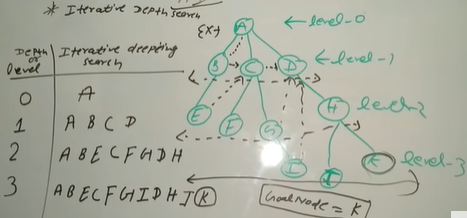 * Iterative Depth search
{Ex}
A
← level-0
Depth or level
Iterative deepening search
B C D
← level-1
0 A
E F G H
level-2
1 A B C D
2 A B E C F G D H
I J K
level-3
3 A B E C F G I D H J K
Goal Node = K